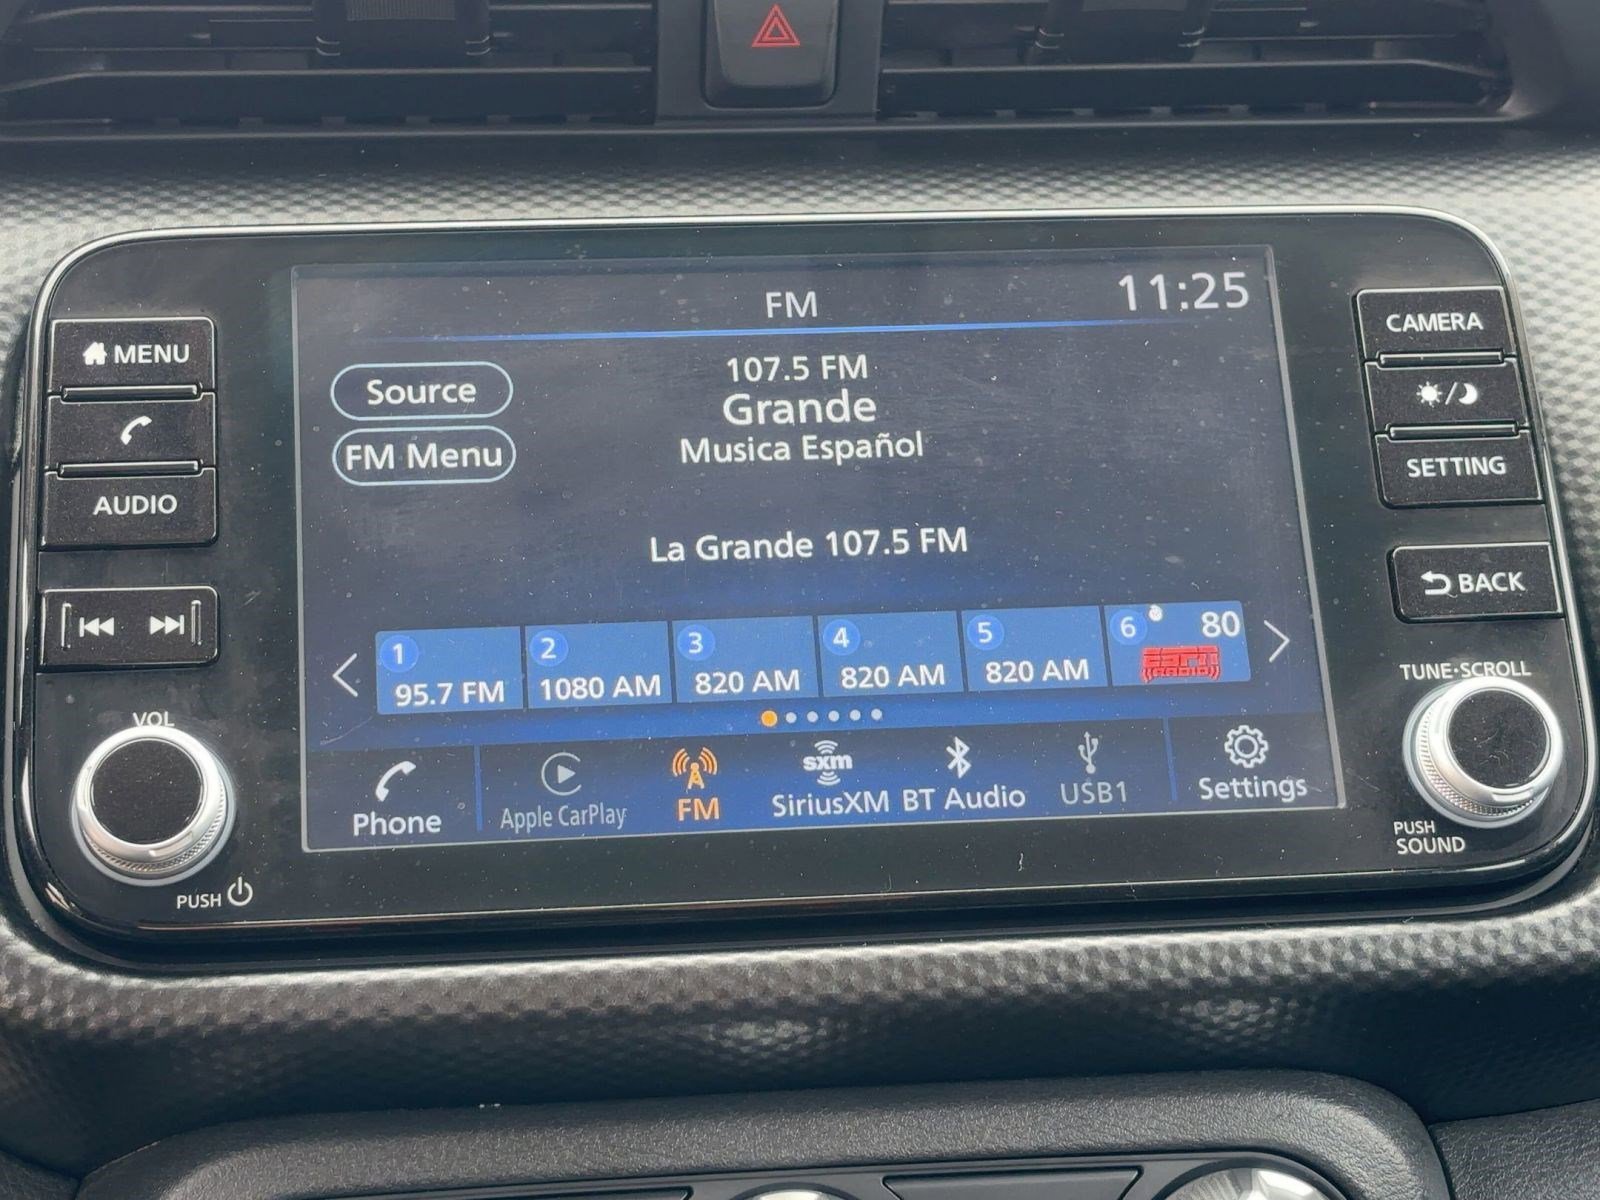 FM
11:25
MENU
AUDIO
VOL
PUSH
Source
FM Menu
107.5 FM
Grande
Musica Español
La Grande 107.5 FM
1 95.7 FM
2 1080 AM
3 820 AM
4 820 AM
5 820 AM
6 80
ESPN
RADIO
Phone
Apple CarPlay
FM
sxm
SiriusXM
BT Audio
USB1
Settings
CAMERA
SETTING
BACK
TUNE·SCROLL
PUSH
SOUND